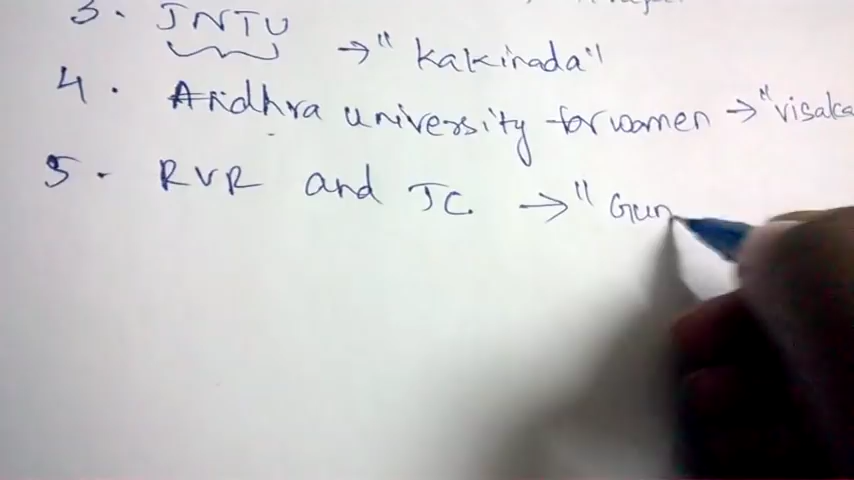 3. JNTU → "Kakinada"
4. Andhra university for women → "visaka
5. RVR and JC. → "Gun